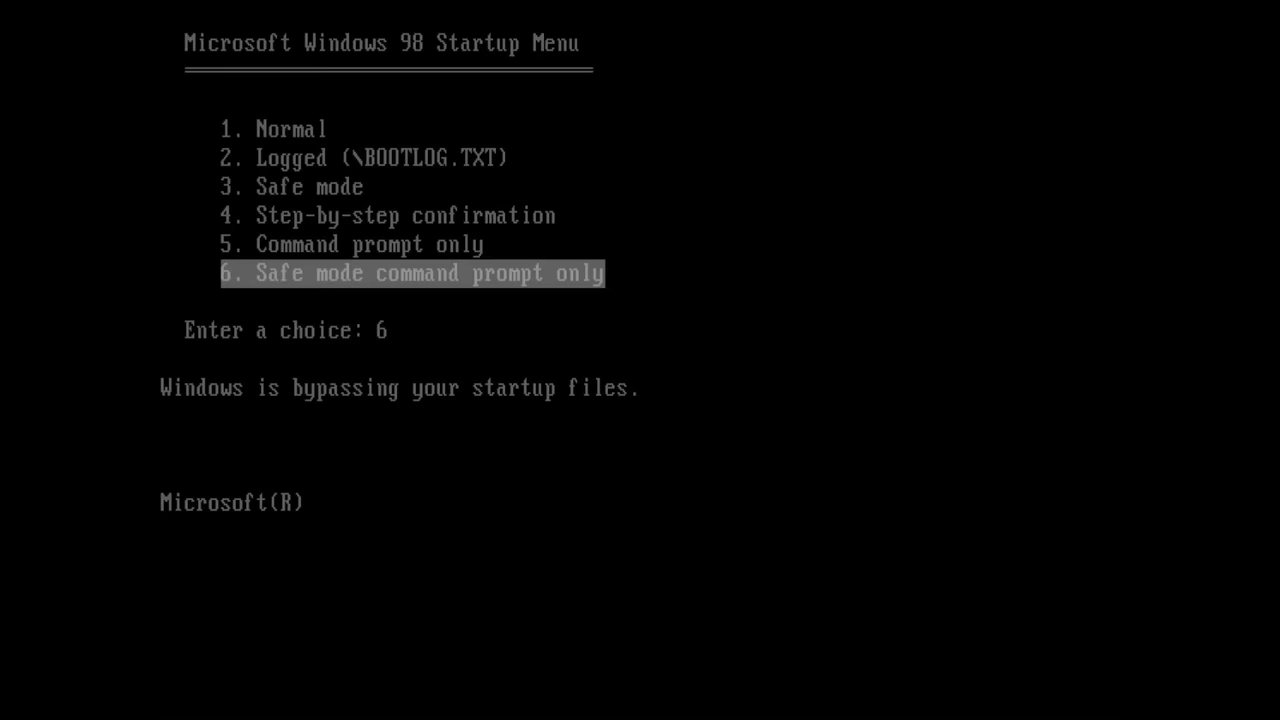 Microsoft Windows 98 Startup Menu
1. Normal
2. Logged (\BOOTLOG.TXT)
3. Safe mode
4. Step-by-step confirmation
5. Command prompt only
6. Safe mode command prompt only
Enter a choice: 6
Windows is bypassing your startup files.
Microsoft(R)